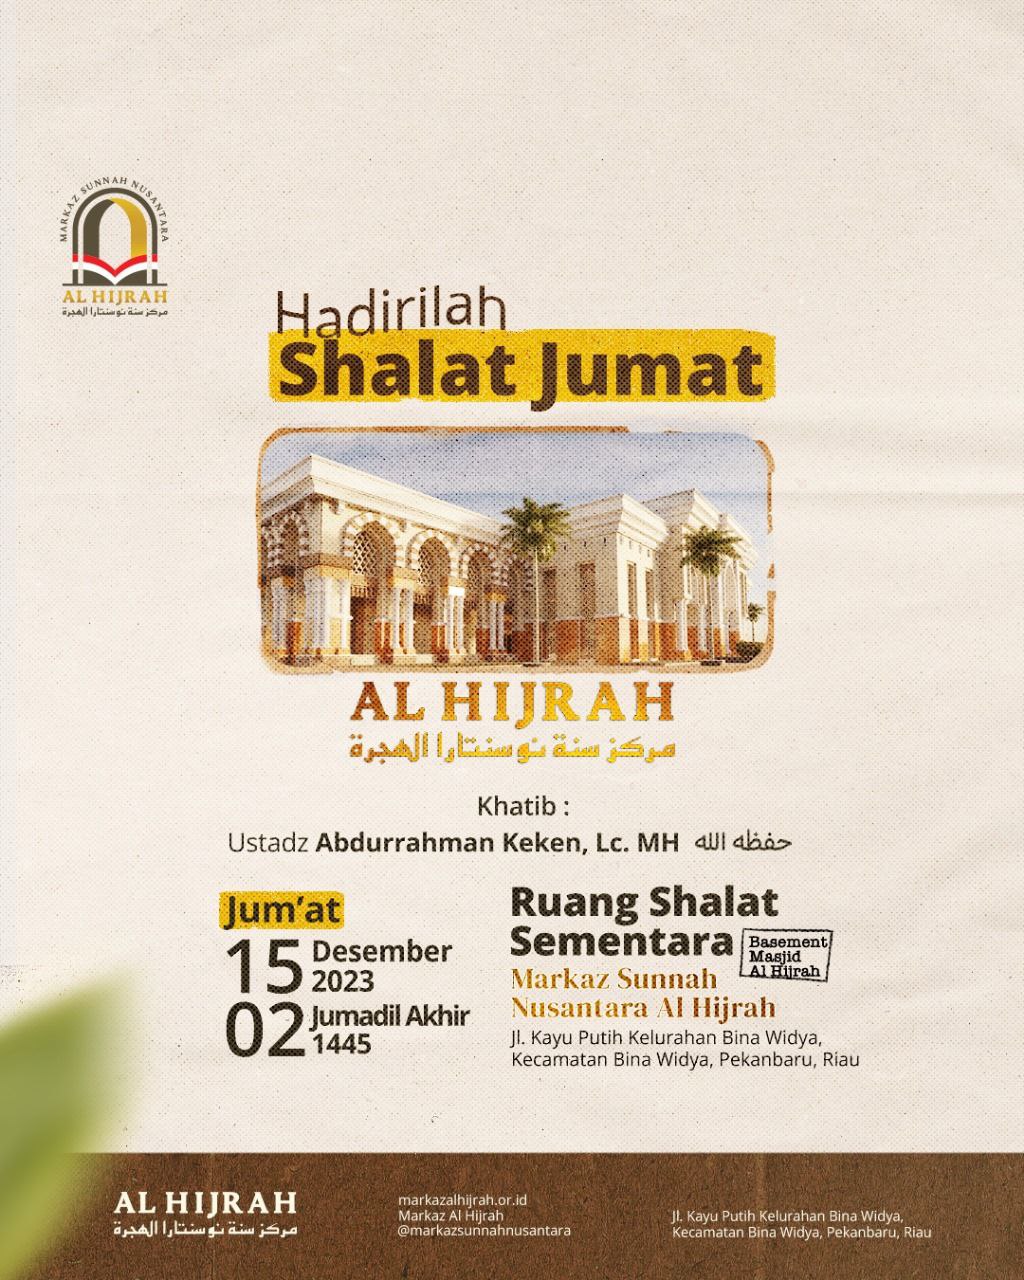 MARKAZ SUNNAH NUSANTARA
AL HIJRAH
مركز سنة نوسنتارا الهجرة
Hadirilah
Shalat Jumat
AL HIJRAH
مركز سنة نوسنتارا الهجرة
Khatib :
Ustadz Abdurrahman Keken, Lc. MH حفظه الله
Jum'at
15 Desember
2023
02 Jumadil Akhir
1445
Ruang Shalat
Sementara
Basement
Masjid
Al Hijrah
Markaz Sunnah
Nusantara Al Hijrah
Jl. Kayu Putih Kelurahan Bina Widya,
Kecamatan Bina Widya, Pekanbaru, Riau
AL HIJRAH
مركز سنة نوسنتارا الهجرة
markazalhijrah.or.id
Markaz Al Hijrah
@markazsunnahnusantara
Jl. Kayu Putih Kelurahan Bina Widya,
Kecamatan Bina Widya, Pekanbaru, Riau